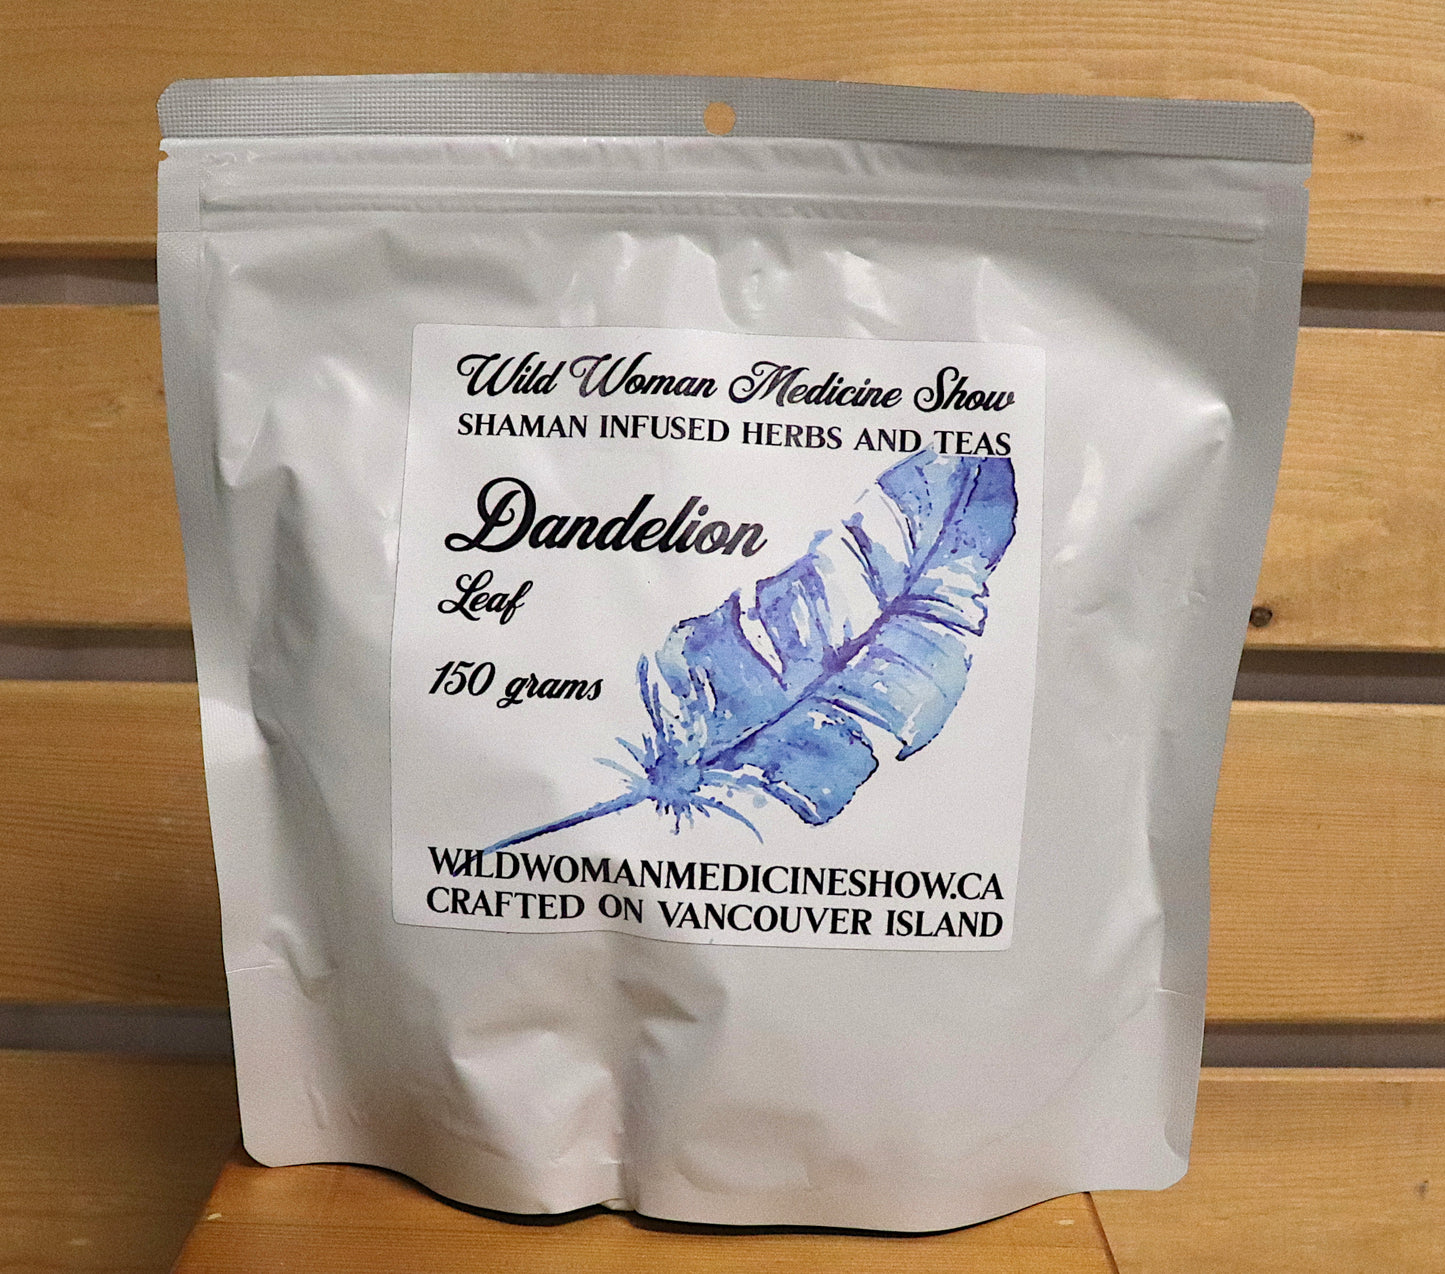 Wild Woman Medicine Show
SHAMAN INFUSED HERBS AND TEAS
Dandelion
Leaf
150 grams
WILDWOMANMEDICINESHOW.CA
CRAFTED ON VANCOUVER ISLAND